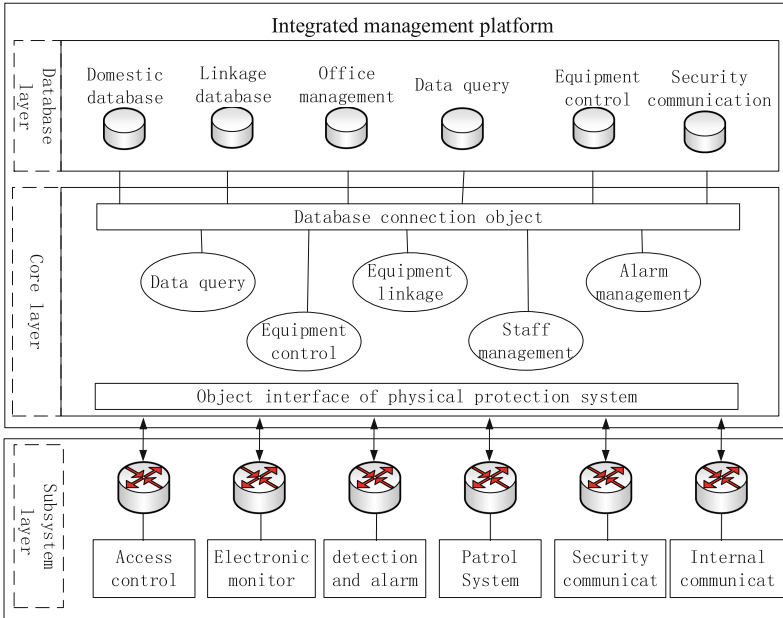 Integrated management platform
Database layer
Domestic database
Linkage database
Office management
Data query
Equipment control
Security communication
Core layer
Database connection object
Data query
Equipment control
Equipment linkage
Staff management
Alarm management
Object interface of physical protection system
Subsystem layer
Access control
Electronic monitor
detection and alarm
Patrol System
Security communicat
Internal communicat